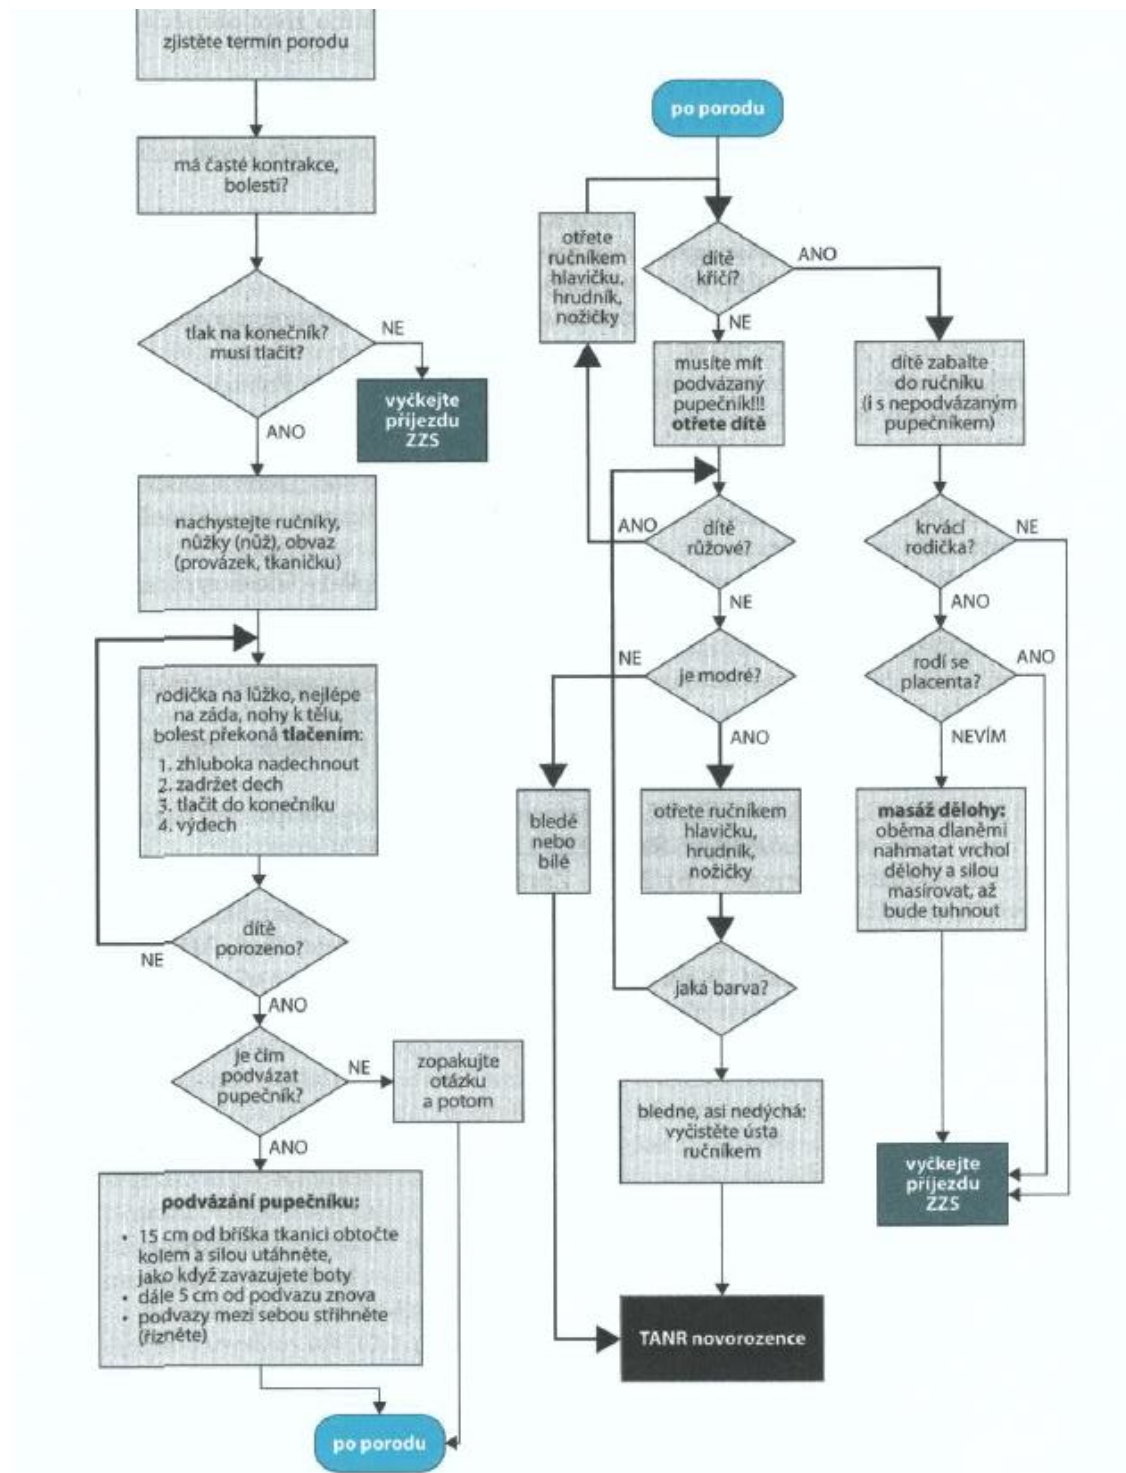 zjistěte termín porodu
má časté kontrakce,
bolesti?
tlak na konečník?
musí tlačit?
NE
vyčkejte
příjezdu
ZZS
ANO
nachystejte ručníky,
nůžky (nůž), obvaz
(provázek, tkaničku)
rodička na lůžko, nejlépe
na záda, nohy k tělu,
bolest překoná tlačením:
1. zhluboka nadechnout
2. zadržet dech
3. tlačit do konečníku
4. výdech
dítě
porozeno?
NE
ANO
je čím
podvázat
pupečník?
NE
zopakujte
otázku
a potom
ANO
podvázání pupečníku:
• 15 cm od bříška tkanici obtočte
kolem a silou utáhněte,
jako když zavazujete boty
• dále 5 cm od podvazu znova
• podvazy mezi sebou střihněte
(řízněte)
po porodu
po porodu
otřete
ručníkem
hlavičku,
hrudník,
nožičky
dítě
křičí?
ANO
NE
musíte mít
podvázaný
pupečník!!!
otřete dítě
dítě zabalte
do ručníku
(i s nepodvázaným
pupečníkem)
ANO
dítě
růžové?
NE
krvácí
rodička?
NE
ANO
NE
je modré?
ANO
rodí se
placenta?
ANO
NEVÍM
bledé
nebo
bílé
otřete ručníkem
hlavičku,
hrudník,
nožičky
masáž dělohy:
oběma dlaněmi
nahmatat vrchol
dělohy a silou
masírovat, až
bude tuhnout
jaká barva?
bledne, asi nedýchá:
vyčistěte ústa
ručníkem
vyčkejte
příjezdu
ZZS
TANR novorozence